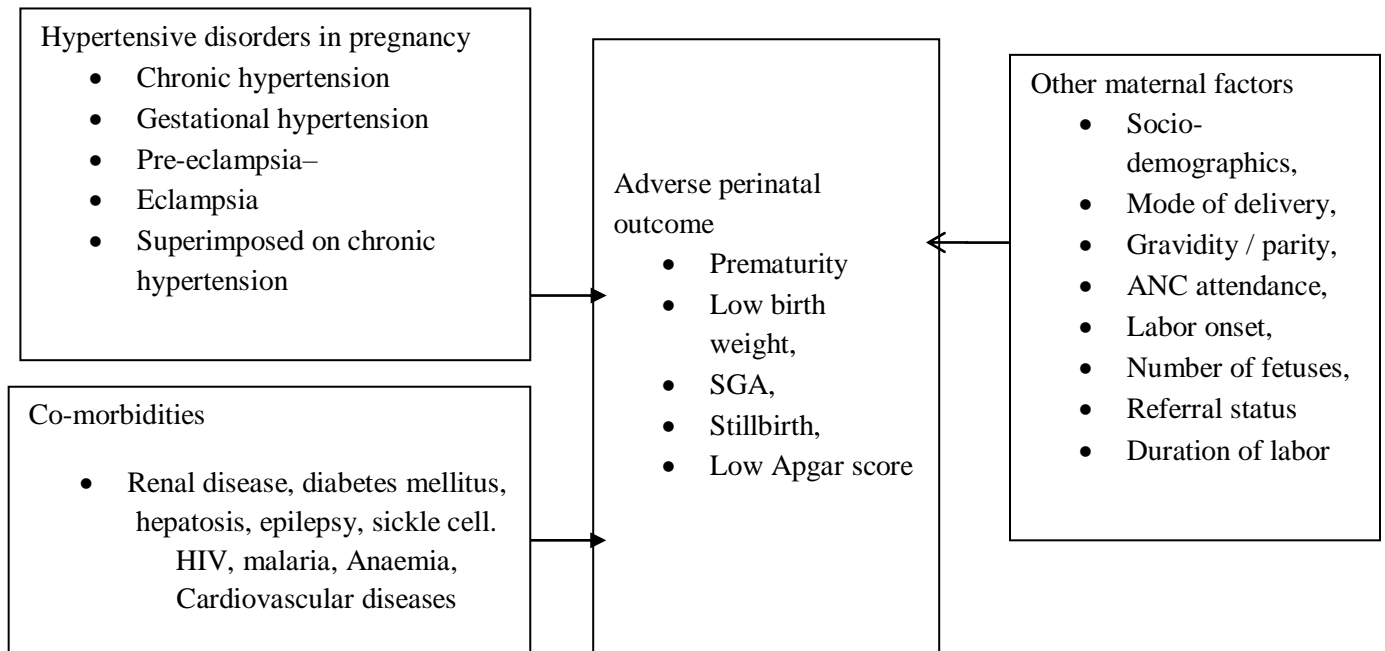 Hypertensive disorders in pregnancy
• Chronic hypertension
• Gestational hypertension
• Pre-eclampsia–
• Eclampsia
• Superimposed on chronic
hypertension
Co-morbidities
• Renal disease, diabetes mellitus,
hepatosis, epilepsy, sickle cell.
HIV, malaria, Anaemia,
Cardiovascular diseases
Adverse perinatal
outcome
• Prematurity
• Low birth
weight,
• SGA,
• Stillbirth,
• Low Apgar score
Other maternal factors
• Socio-
demographics,
• Mode of delivery,
• Gravidity / parity,
• ANC attendance,
• Labor onset,
• Number of fetuses,
• Referral status
• Duration of labor